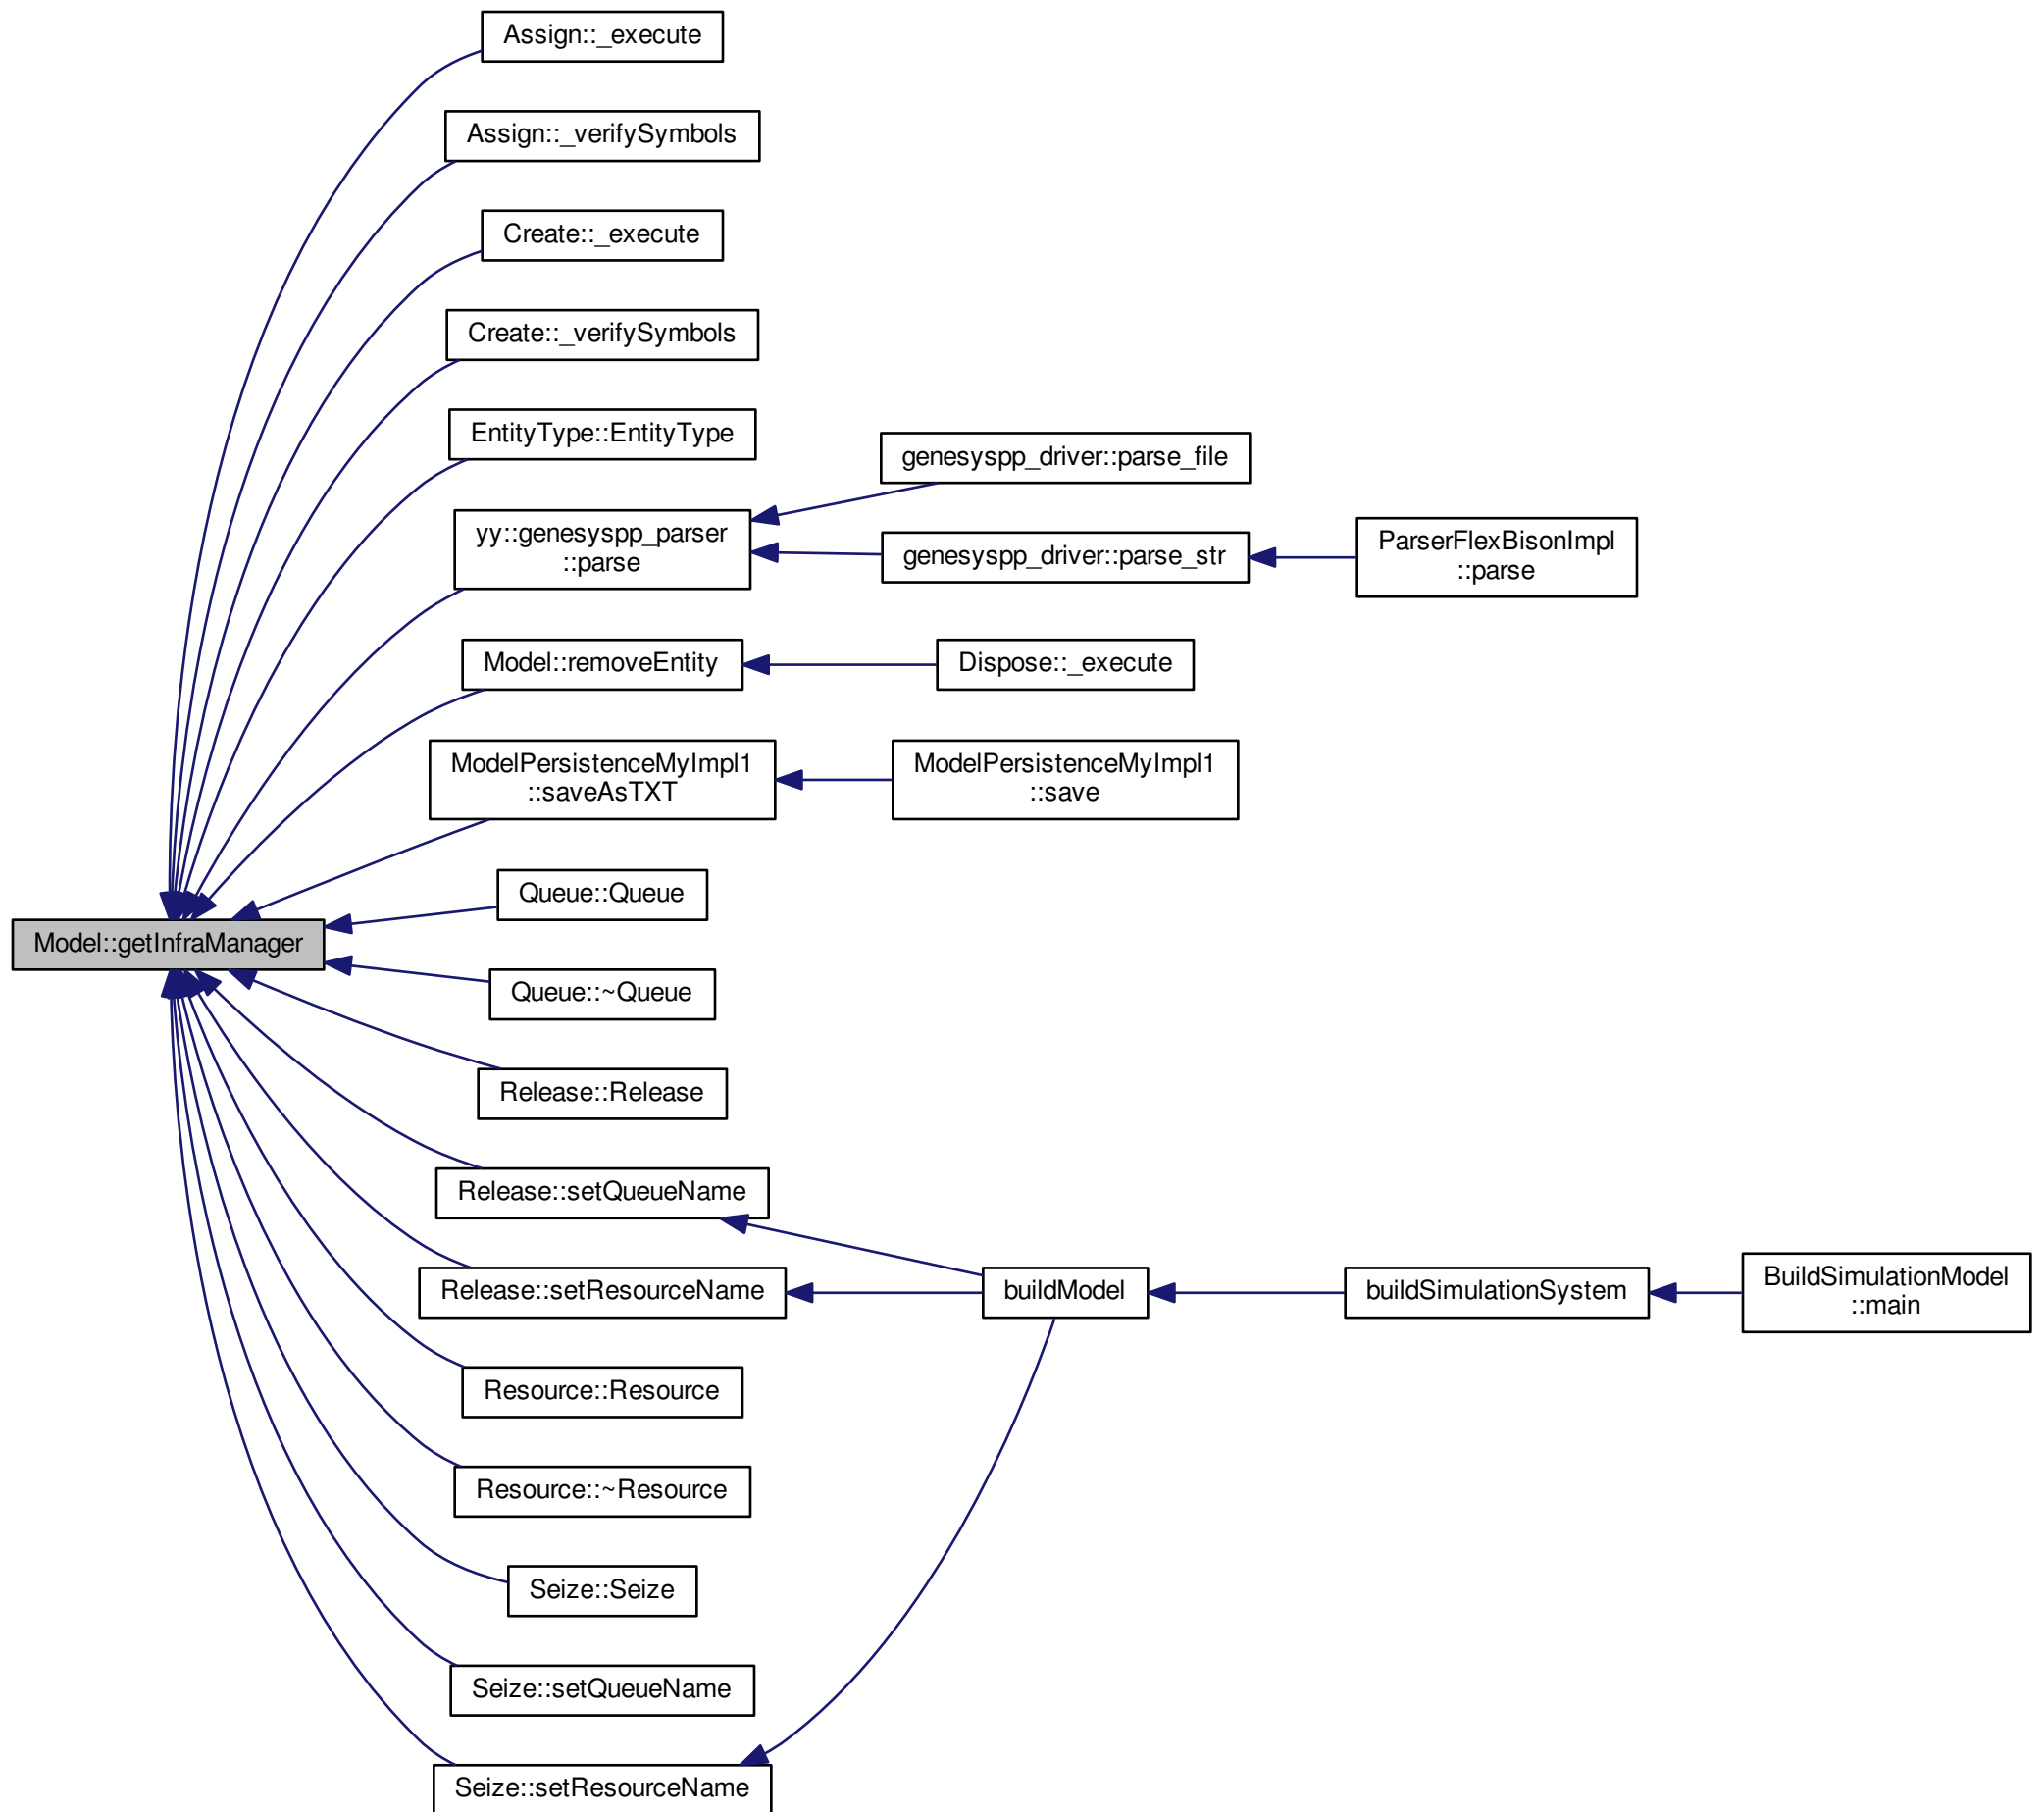 Assign::_execute
Assign::_verifySymbols
Create::_execute
Create::_verifySymbols
EntityType::EntityType
genesyspp_driver::parse_file
yy::genesyspp_parser
::parse
genesyspp_driver::parse_str
ParserFlexBisonImpl
::parse
Model::removeEntity
Dispose::_execute
ModelPersistenceMyImpl1
::saveAsTXT
ModelPersistenceMyImpl1
::save
Queue::Queue
Model::getInfraManager
Queue::~Queue
Release::Release
Release::setQueueName
Release::setResourceName
buildModel
buildSimulationSystem
BuildSimulationModel
::main
Resource::Resource
Resource::~Resource
Seize::Seize
Seize::setQueueName
Seize::setResourceName